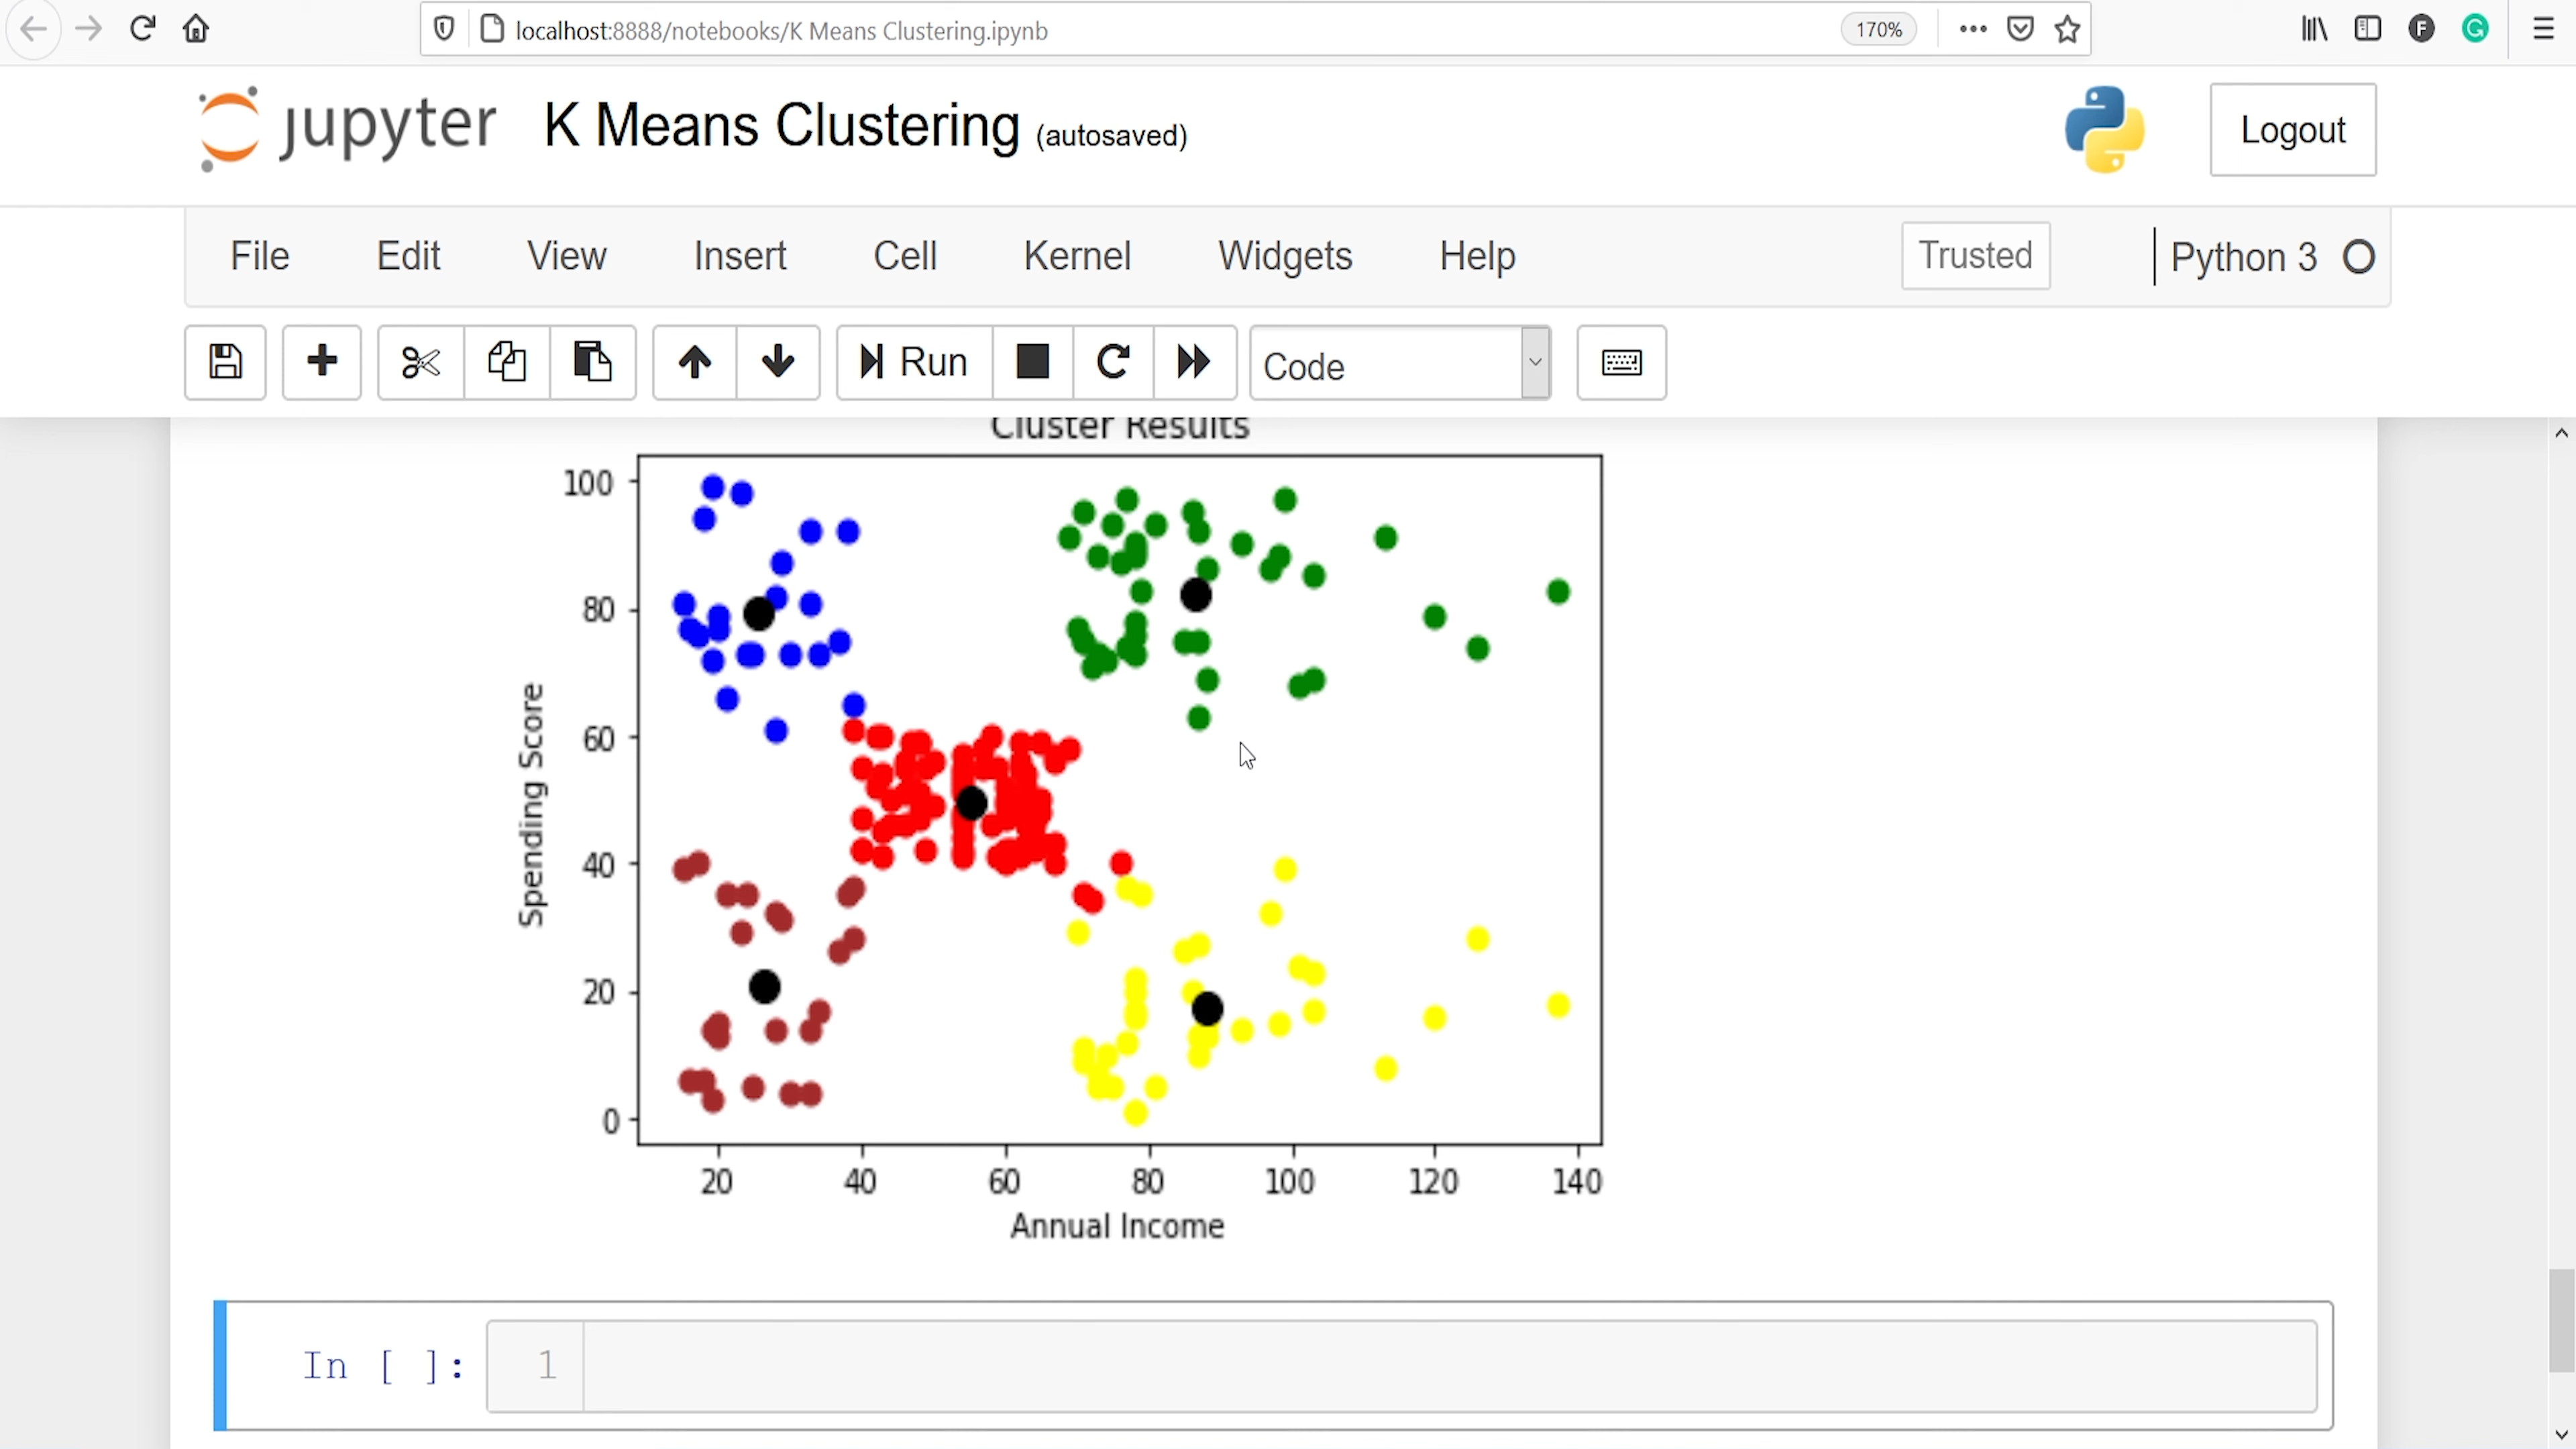 localhost:8888/notebooks/K Means Clustering.ipynb
170%
F
G
jupyter K Means Clustering (autosaved)
Logout
File Edit View Insert Cell Kernel Widgets Help
Trusted
Python 3
Run
Code
Cluster Results
100
80
60
40
20
0
Spending Score
20 40 60 80 100 120 140
Annual Income
In [ ]: 1